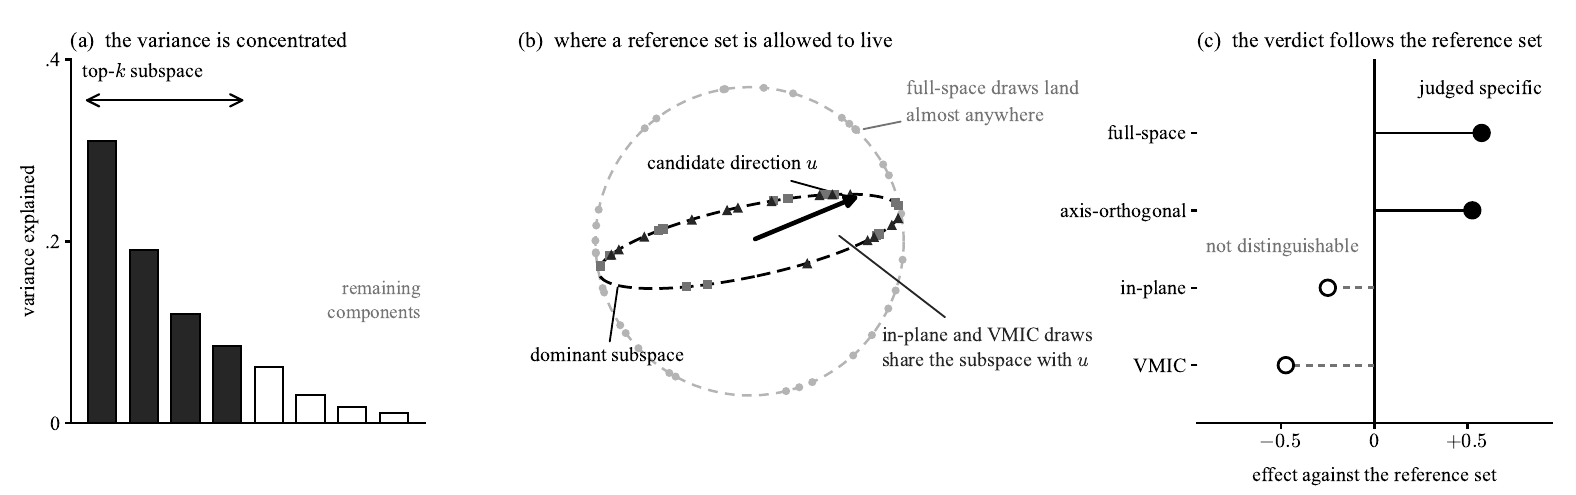 (a) the variance is concentrated
top-k subspace
.4
.2
0
variance explained
remaining
components
(b) where a reference set is allowed to live
full-space draws land
almost anywhere
candidate direction u
dominant subspace
in-plane and VMIC draws
share the subspace with u
(c) the verdict follows the reference set
judged specific
full-space
axis-orthogonal
not distinguishable
in-plane
VMIC
−0.5
0
+0.5
effect against the reference set